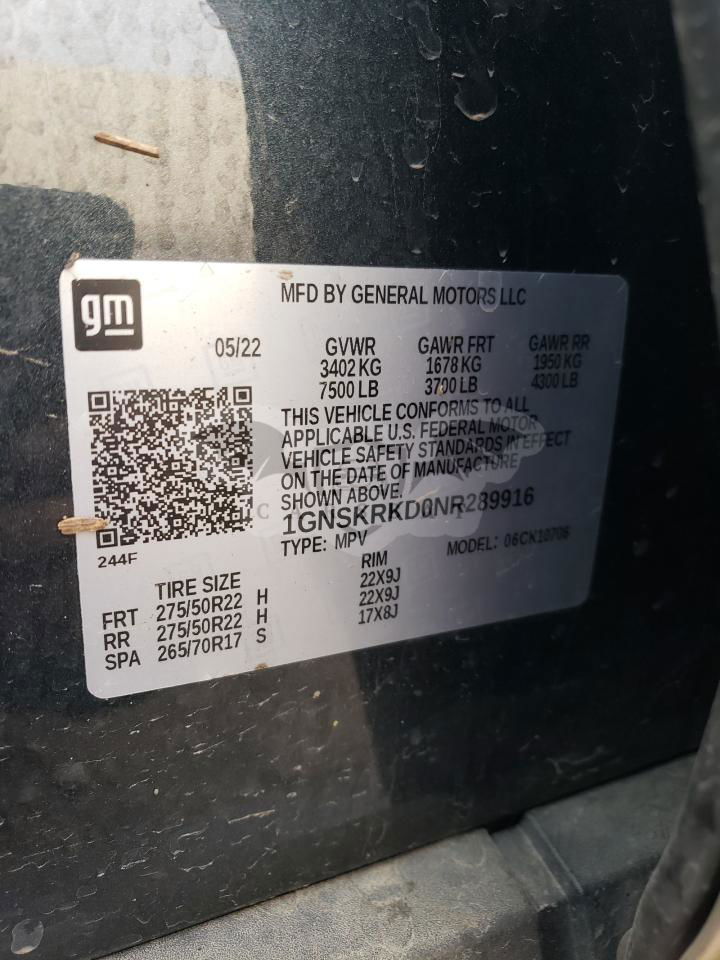 gm
MFD BY GENERAL MOTORS LLC
05/22
GVWR GAWR FRT GAWR RR
3402 KG 1678 KG 1950 KG
7500 LB 3700 LB 4300 LB
THIS VEHICLE CONFORMS TO ALL
APPLICABLE U.S. FEDERAL MOTOR
VEHICLE SAFETY STANDARDS IN EFFECT
ON THE DATE OF MANUFACTURE
SHOWN ABOVE.
1GNSKRKD0NR289916
244F
TYPE: MPV MODEL: 06CK10706
TIRE SIZE RIM
FRT 275/50R22 H 22X9J
RR 275/50R22 H 22X9J
SPA 265/70R17 S 17X8J